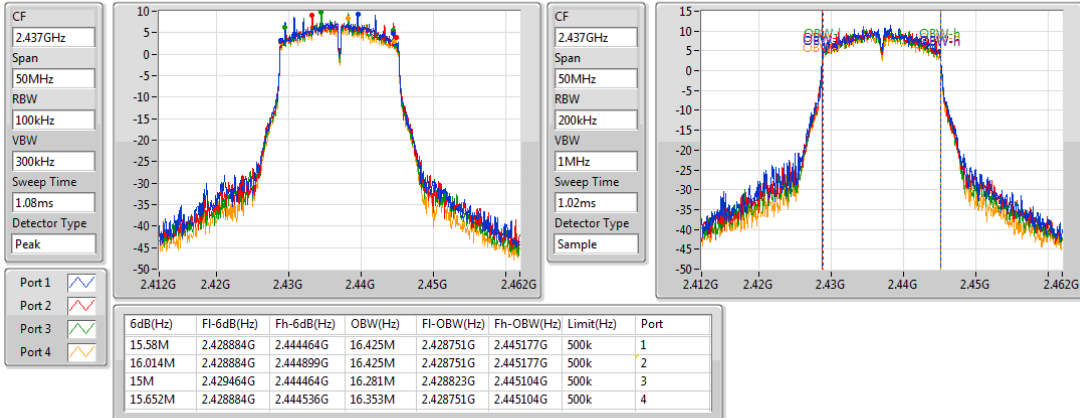 CF
2.437GHz
Span
50MHz
RBW
100kHz
VBW
300kHz
Sweep Time
1.08ms
Detector Type
Peak
10
5
0
-5
-10
-15
-20
-25
-30
-35
-40
-45
-50
2.412G 2.42G 2.43G 2.44G 2.45G 2.462G
CF
2.437GHz
Span
50MHz
RBW
200kHz
VBW
1MHz
Sweep Time
1.02ms
Detector Type
Sample
15
10
5
0
-5
-10
-15
-20
-25
-30
-35
-40
-45
-50
OBW-h
OBW-h
2.412G 2.42G 2.43G 2.44G 2.45G 2.462G
Port 1
Port 2
Port 3
Port 4
6dB(Hz) Fl-6dB(Hz) Fh-6dB(Hz) OBW(Hz) Fl-OBW(Hz) Fh-OBW(Hz) Limit(Hz) Port
15.58M 2.428884G 2.444464G 16.425M 2.428751G 2.445177G 500k 1
16.014M 2.428884G 2.444899G 16.425M 2.428751G 2.445177G 500k 2
15M 2.429464G 2.444464G 16.281M 2.428823G 2.445104G 500k 3
15.652M 2.428884G 2.444536G 16.353M 2.428751G 2.445104G 500k 4